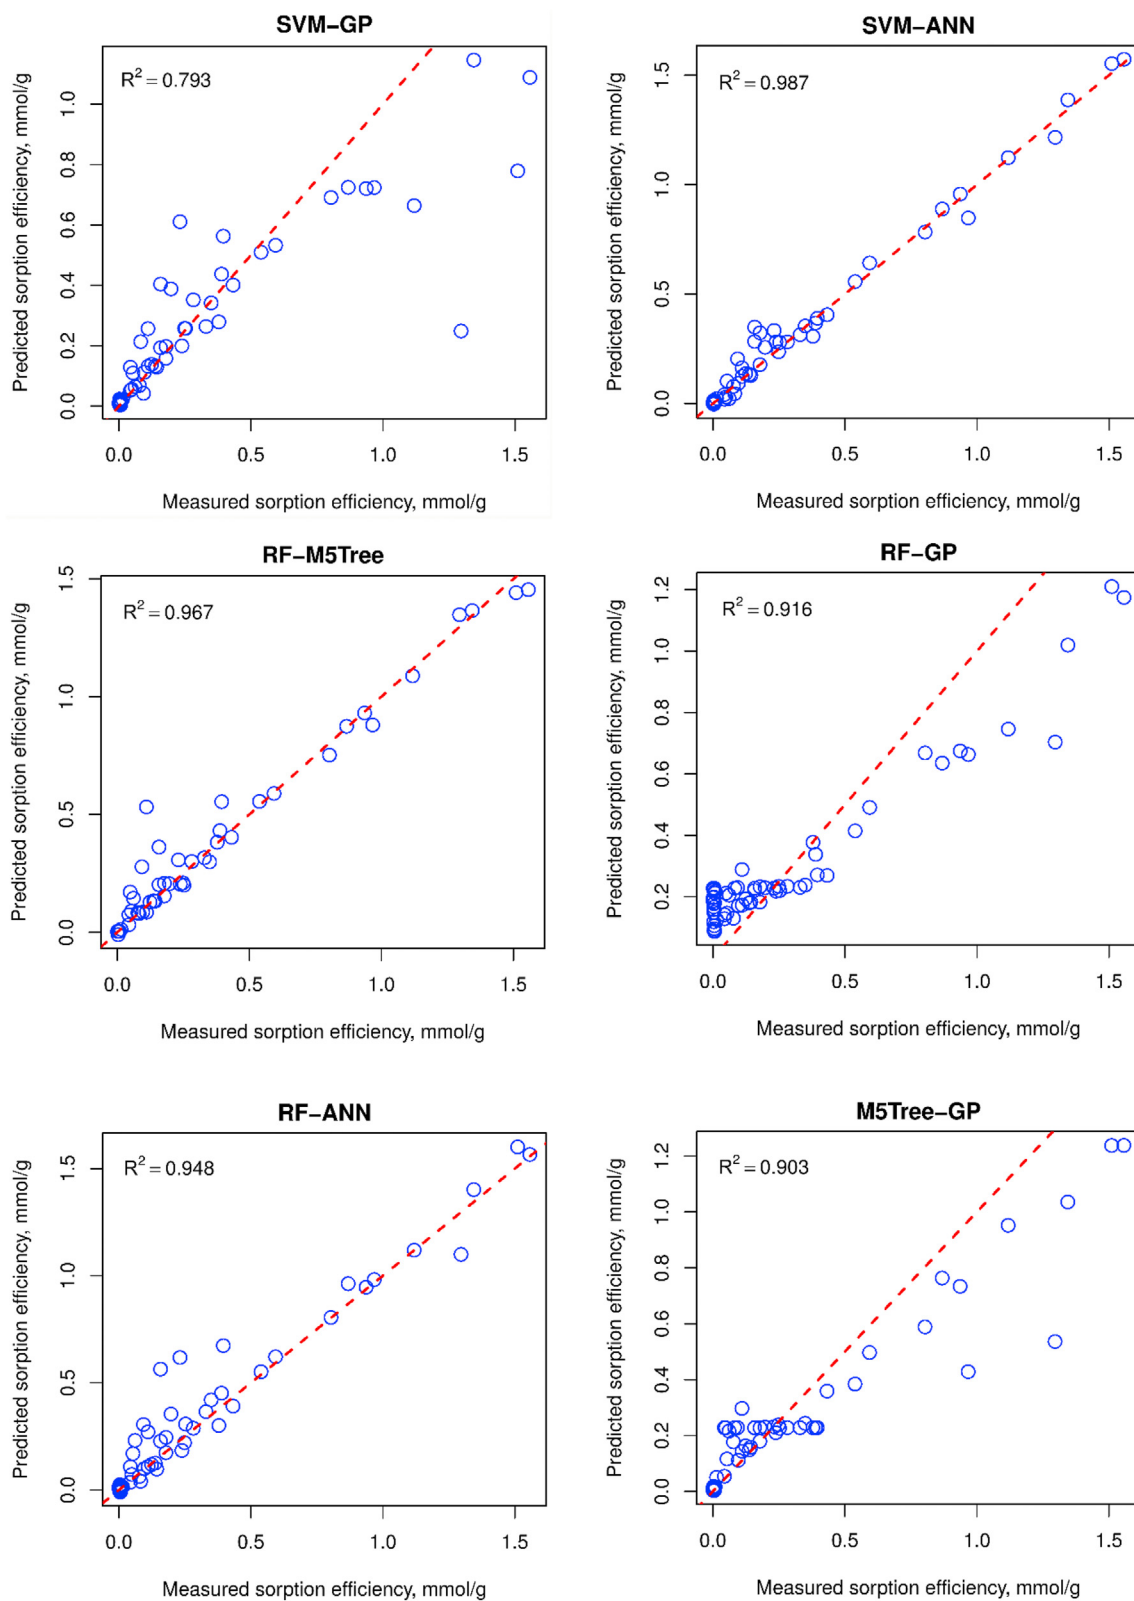 SVM−GP
R² = 0.793
Predicted sorption efficiency, mmol/g
0.0 0.2 0.4 0.6 0.8 1.0
0.0 0.5 1.0 1.5
Measured sorption efficiency, mmol/g
SVM−ANN
R² = 0.987
Predicted sorption efficiency, mmol/g
0.0 0.5 1.0 1.5
0.0 0.5 1.0 1.5
Measured sorption efficiency, mmol/g
RF−M5Tree
R² = 0.967
Predicted sorption efficiency, mmol/g
0.0 0.5 1.0 1.5
0.0 0.5 1.0 1.5
Measured sorption efficiency, mmol/g
RF−GP
R² = 0.916
Predicted sorption efficiency, mmol/g
0.2 0.4 0.6 0.8 1.0 1.2
0.0 0.5 1.0 1.5
Measured sorption efficiency, mmol/g
RF−ANN
R² = 0.948
Predicted sorption efficiency, mmol/g
0.0 0.5 1.0 1.5
0.0 0.5 1.0 1.5
Measured sorption efficiency, mmol/g
M5Tree−GP
R² = 0.903
Predicted sorption efficiency, mmol/g
0.0 0.2 0.4 0.6 0.8 1.0 1.2
0.0 0.5 1.0 1.5
Measured sorption efficiency, mmol/g